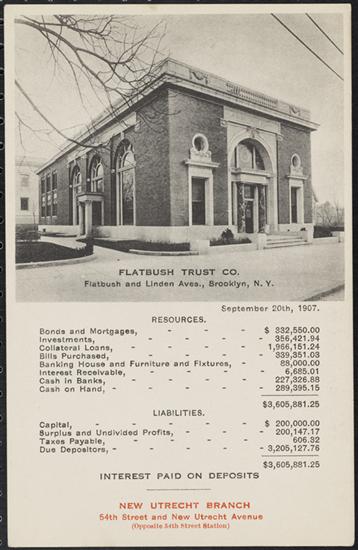 FLATBUSH TRUST CO.
Flatbush and Linden Aves., Brooklyn, N. Y.
September 20th, 1907.
RESOURCES.
Bonds and Mortgages, - - - - $ 332,550.00
Investments, - - - - - 356,421.94
Collateral Loans, - - - - - 1,956,151.24
Bills Purchased, - - - - - 339,351.03
Banking House and Furniture and Fixtures, - - 88,000.00
Interest Receivable, - - - - 6,685.01
Cash in Banks, - - - - - 227,326.88
Cash on Hand, - - - - - 289,395.15
$3,605,881.25
LIABILITIES.
Capital, - - - - - $ 200,000.00
Surplus and Undivided Profits, - - - 200,147.17
Taxes Payable, - - - - - 606.32
Due Depositors, - - - - - 3,205,127.76
$3,605,881.25
INTEREST PAID ON DEPOSITS
NEW UTRECHT BRANCH
54th Street and New Utrecht Avenue
(Opposite 54th Street Station)